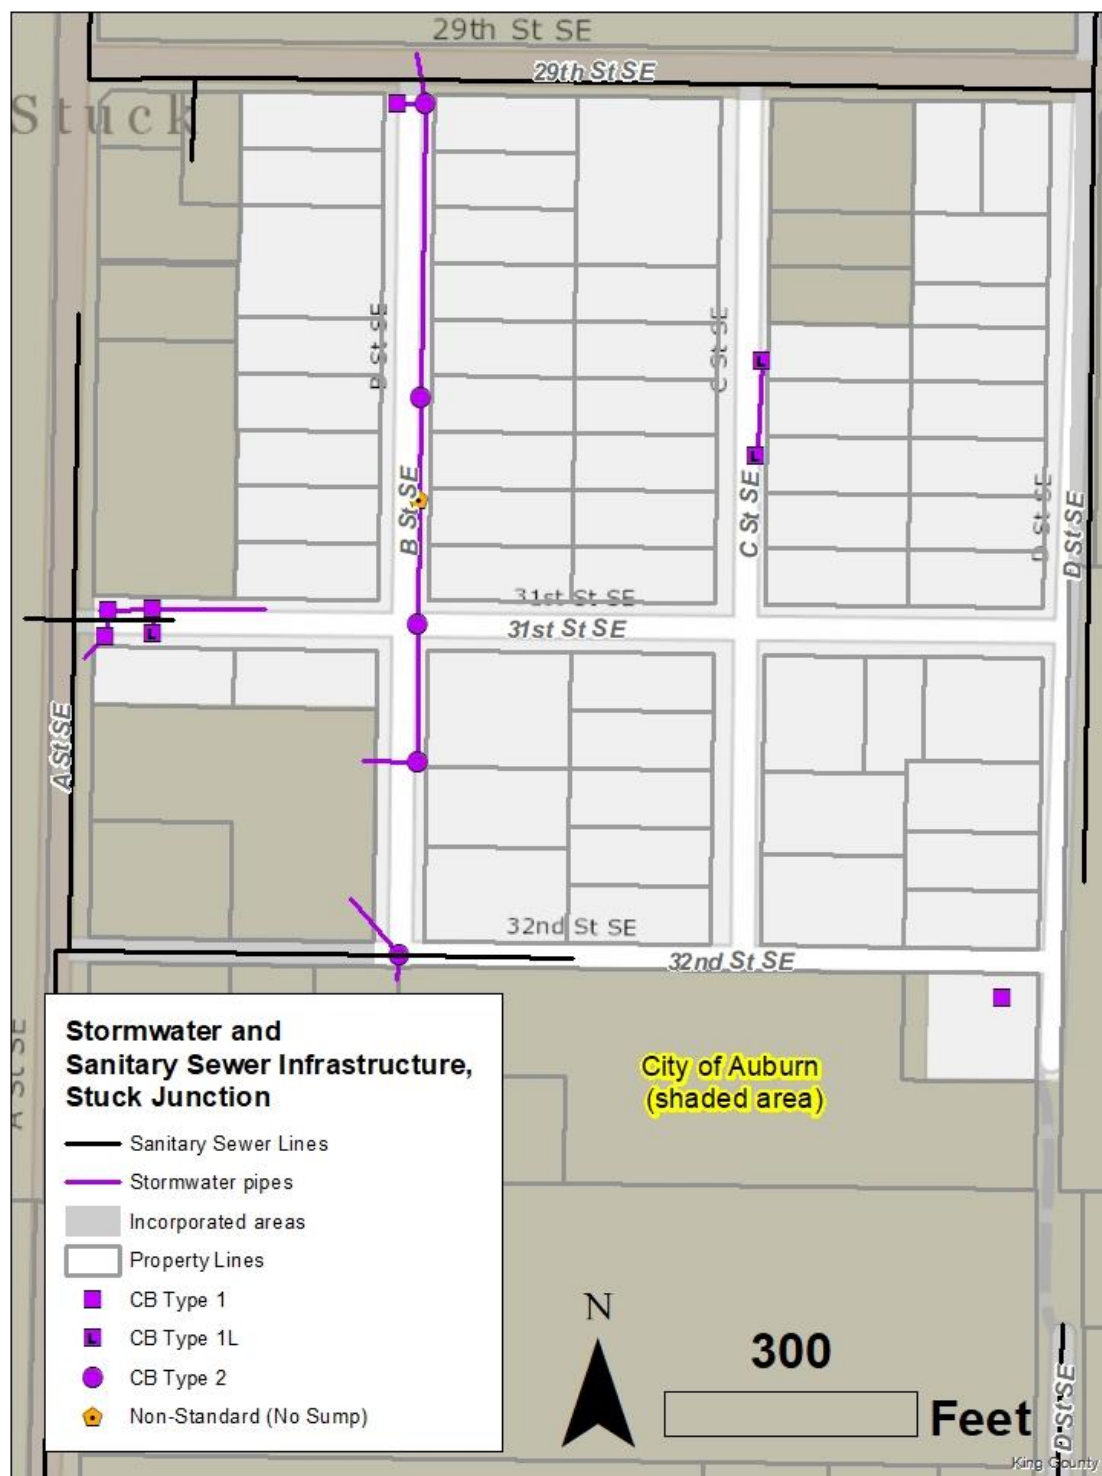 29th St SE
29th St SE
Stuck
B St SE
C St SE
B St SE
C St SE
D St SE
D St SE
31st St SE
31st St SE
A St SE
32nd St SE
32nd St SE
A St SE
City of Auburn
(shaded area)
Stormwater and
Sanitary Sewer Infrastructure,
Stuck Junction
Sanitary Sewer Lines
Stormwater pipes
Incorporated areas
Property Lines
CB Type 1
L CB Type 1L
CB Type 2
Non-Standard (No Sump)
N
300
Feet
D St SE
King County
L
L
L